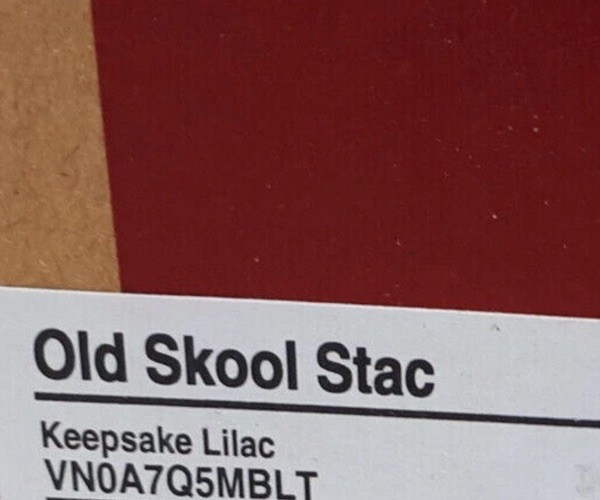 Old Skool Stac
Keepsake Lilac
VN0A7Q5MBLT